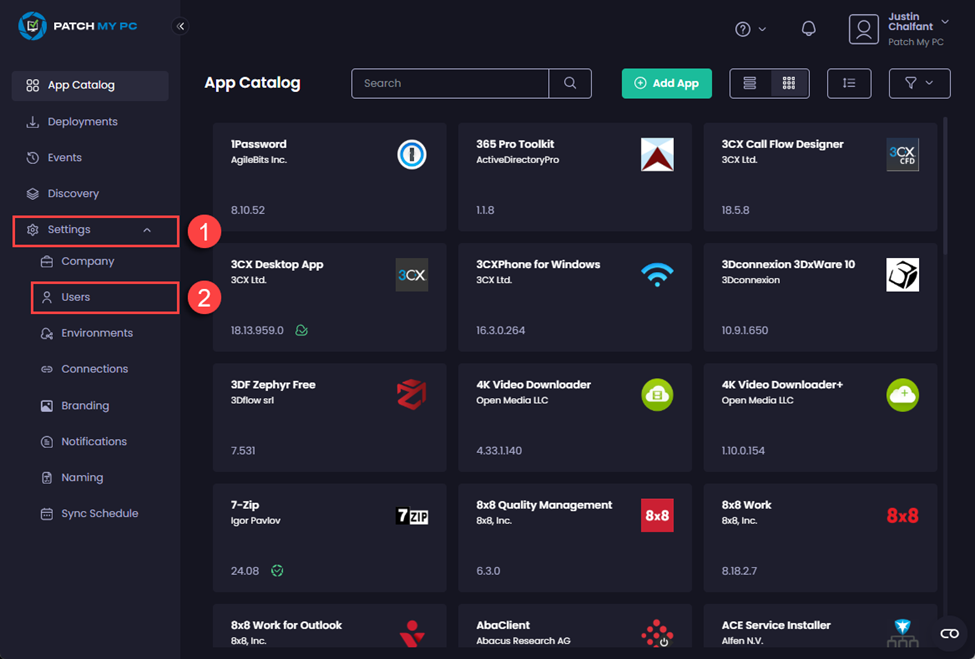 PATCH MY PC
Justin
Chalfant
Patch My PC
App Catalog
Deployments
Events
Discovery
Settings
1
Company
Users
2
Environments
Connections
Branding
Notifications
Naming
Sync Schedule
App Catalog
Search
Add App
1Password
AgileBits Inc.
8.10.52
365 Pro Toolkit
ActiveDirectoryPro
1.1.8
3CX Call Flow Designer
3CX Ltd.
3CX
CFD
18.5.8
3CX Desktop App
3CX Ltd.
3CX
18.13.959.0
3CXPhone for Windows
3CX Ltd.
16.3.0.264
3Dconnexion 3DxWare 10
3Dconnexion
10.9.1.650
3DF Zephyr Free
3Dflow srl
7.531
4K Video Downloader
Open Media LLC
4.33.1.140
4K Video Downloader+
Open Media LLC
1.10.0.154
7-Zip
Igor Pavlov
7ZIP
24.08
8x8 Quality Management
8x8, Inc.
8x8
6.3.0
8x8 Work
8x8, Inc.
8x8
8.18.2.7
8x8 Work for Outlook
8x8, Inc.
AbaClient
Abacus Research AG
ACE Service Installer
Alfen N.V.